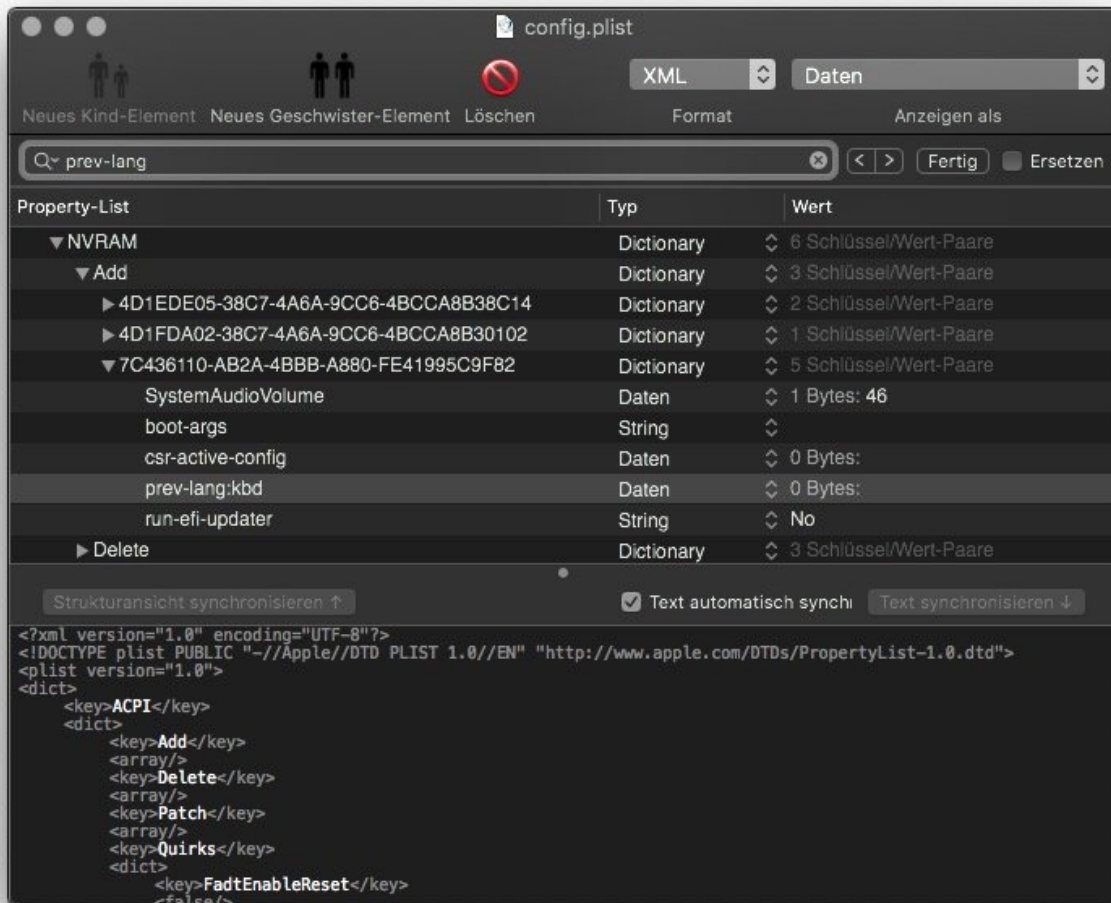 config.plist
XML Daten
Neues Kind-Element Neues Geschwister-Element Löschen Format Anzeigen als
prev-lang < > Fertig Ersetzen
Property-List Typ Wert
NVRAM Dictionary 6 Schlüssel/Wert-Paare
Add Dictionary 3 Schlüssel/Wert-Paare
4D1EDE05-38C7-4A6A-9CC6-4BCCA8B38C14 Dictionary 2 Schlüssel/Wert-Paare
4D1FDA02-38C7-4A6A-9CC6-4BCCA8B30102 Dictionary 1 Schlüssel/Wert-Paare
7C436110-AB2A-4BBB-A880-FE41995C9F82 Dictionary 5 Schlüssel/Wert-Paare
SystemAudioVolume Daten 1 Bytes: 46
boot-args String
csr-active-config Daten 0 Bytes:
prev-lang:kbd Daten 0 Bytes:
run-efi-updater String No
Delete Dictionary 3 Schlüssel/Wert-Paare
Strukturansicht synchronisieren ↑ Text automatisch synchı Text synchronisieren ↓
<?xml version="1.0" encoding="UTF-8"?>
<!DOCTYPE plist PUBLIC "-//Apple//DTD PLIST 1.0//EN" "http://www.apple.com/DTDs/PropertyList-1.0.dtd">
<plist version="1.0">
<dict>
<key>ACPI</key>
<dict>
<key>Add</key>
<array/>
<key>Delete</key>
<array/>
<key>Patch</key>
<array/>
<key>Quirks</key>
<dict>
<key>FadtEnableReset</key>
<false/>